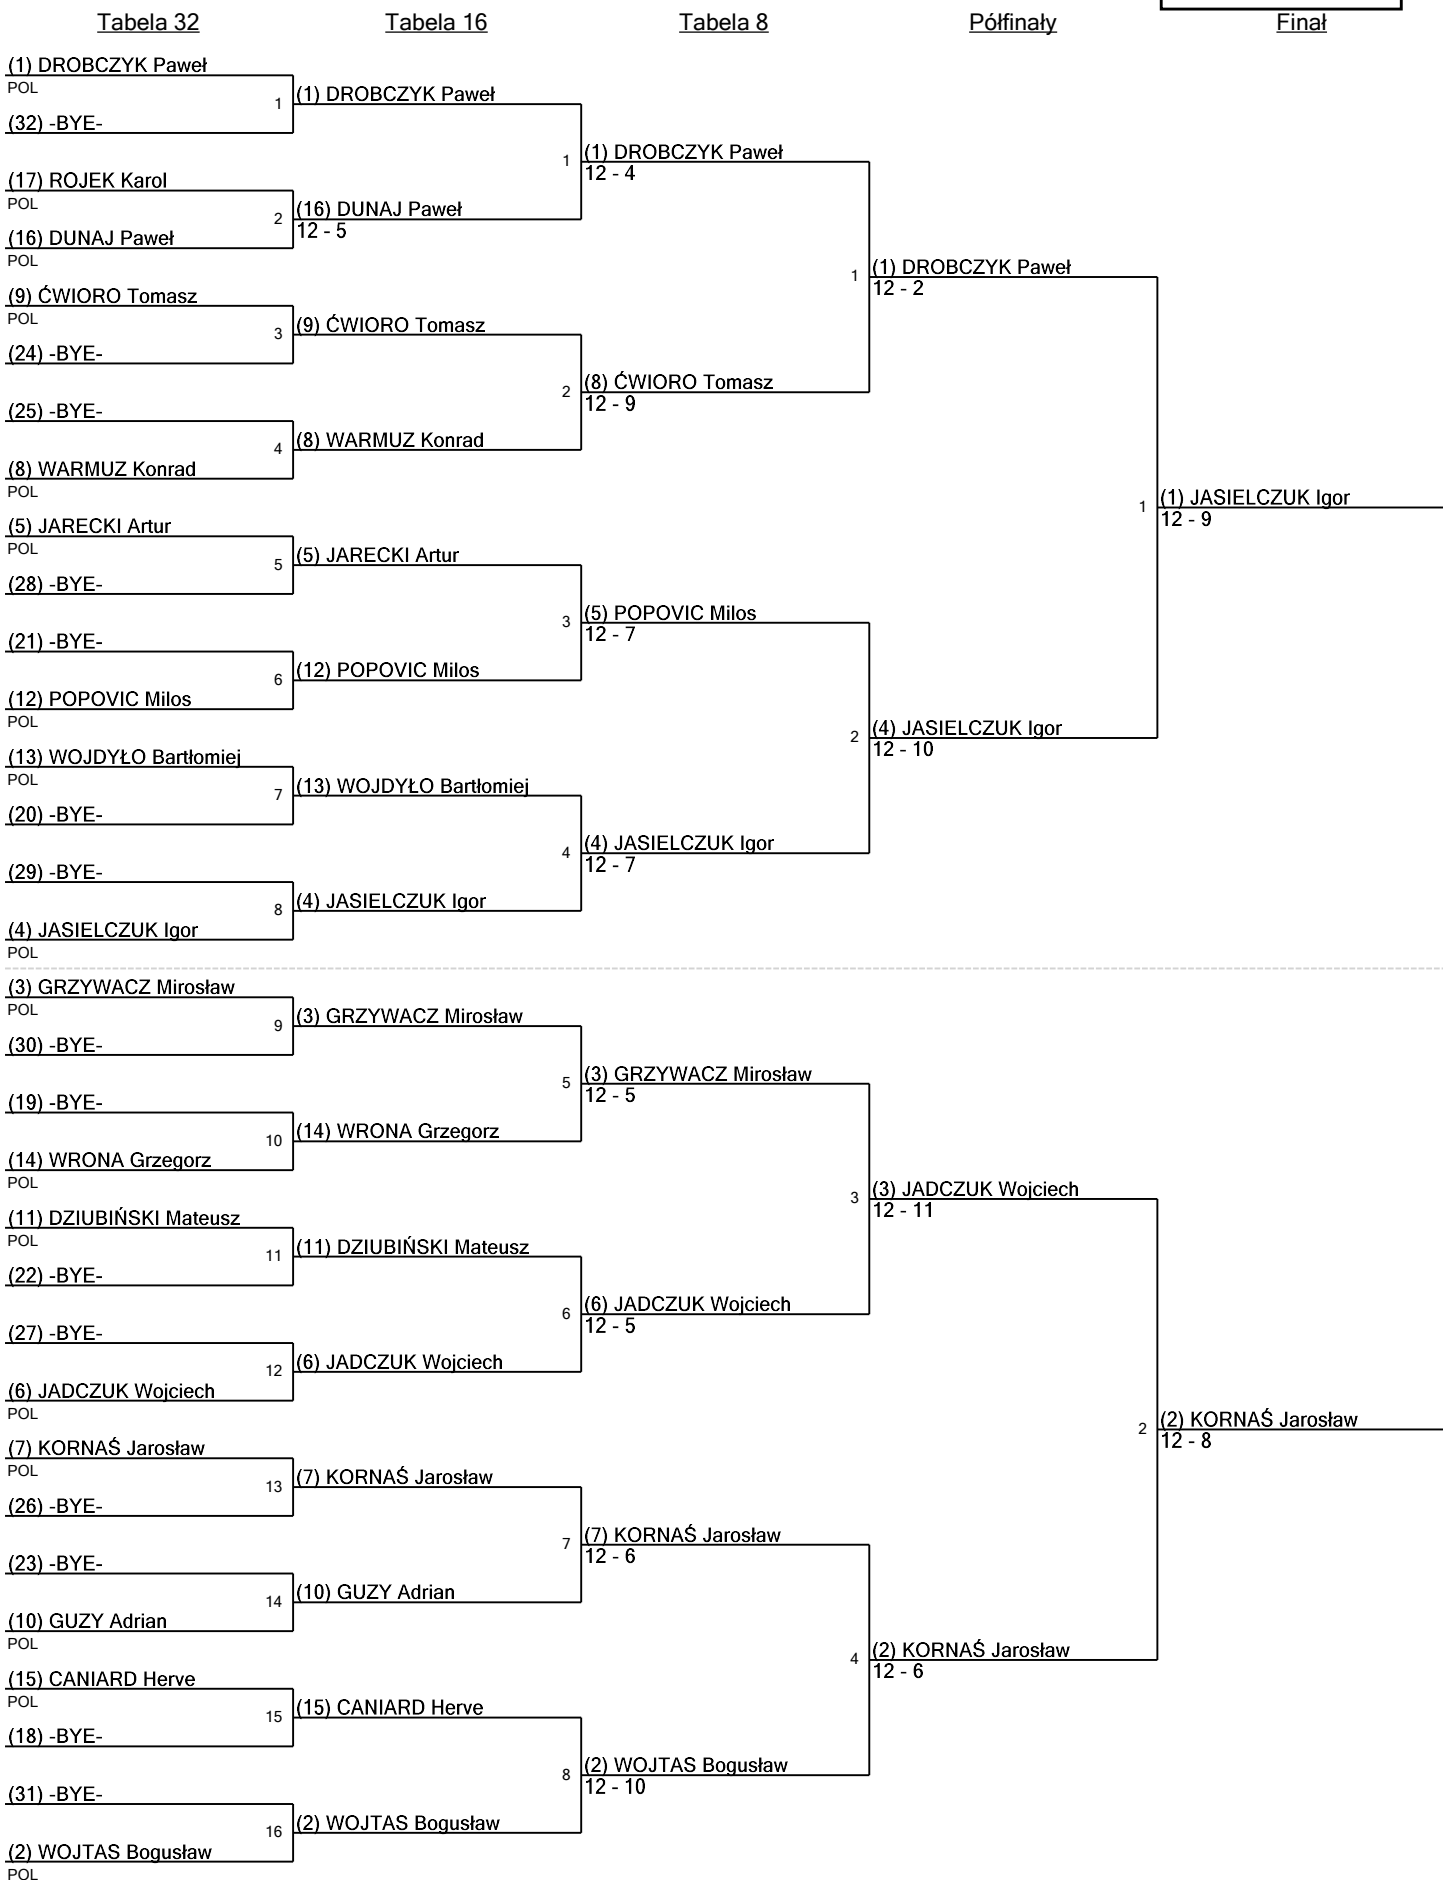 Tabela 32
Tabela 16
Tabela 8
Półfinały
Finał
(1) DROBCZYK Paweł
POL
1
(32) -BYE-
(17) ROJEK Karol
POL
2
(16) DUNAJ Paweł
POL
(9) ĆWIORO Tomasz
POL
3
(24) -BYE-
(25) -BYE-
4
(8) WARMUZ Konrad
POL
(5) JARECKI Artur
POL
5
(28) -BYE-
(21) -BYE-
6
(12) POPOVIC Milos
POL
(13) WOJDYŁO Bartłomiej
POL
7
(20) -BYE-
(29) -BYE-
8
(4) JASIELCZUK Igor
POL
(3) GRZYWACZ Mirosław
POL
9
(30) -BYE-
(19) -BYE-
10
(14) WRONA Grzegorz
POL
(11) DZIUBIŃSKI Mateusz
POL
11
(22) -BYE-
(27) -BYE-
12
(6) JADCZUK Wojciech
POL
(7) KORNAŚ Jarosław
POL
13
(26) -BYE-
(23) -BYE-
14
(10) GUZY Adrian
POL
(15) CANIARD Herve
POL
15
(18) -BYE-
(31) -BYE-
16
(2) WOJTAS Bogusław
POL
(1) DROBCZYK Paweł
1
(16) DUNAJ Paweł
12 - 5
(9) ĆWIORO Tomasz
2
(8) WARMUZ Konrad
(5) JARECKI Artur
3
(12) POPOVIC Milos
(13) WOJDYŁO Bartłomiej
4
(4) JASIELCZUK Igor
(3) GRZYWACZ Mirosław
5
(14) WRONA Grzegorz
(11) DZIUBIŃSKI Mateusz
6
(6) JADCZUK Wojciech
(7) KORNAŚ Jarosław
7
(10) GUZY Adrian
(15) CANIARD Herve
8
(2) WOJTAS Bogusław
(1) DROBCZYK Paweł
12 - 4
1
(8) ĆWIORO Tomasz
12 - 9
(5) POPOVIC Milos
12 - 7
2
(4) JASIELCZUK Igor
12 - 7
(3) GRZYWACZ Mirosław
12 - 5
3
(6) JADCZUK Wojciech
12 - 5
(7) KORNAŚ Jarosław
12 - 6
4
(2) WOJTAS Bogusław
12 - 10
(1) DROBCZYK Paweł
12 - 2
1
(4) JASIELCZUK Igor
12 - 10
(3) JADCZUK Wojciech
12 - 11
2
(2) KORNAŚ Jarosław
12 - 6
(1) JASIELCZUK Igor
12 - 9
(2) KORNAŚ Jarosław
12 - 8